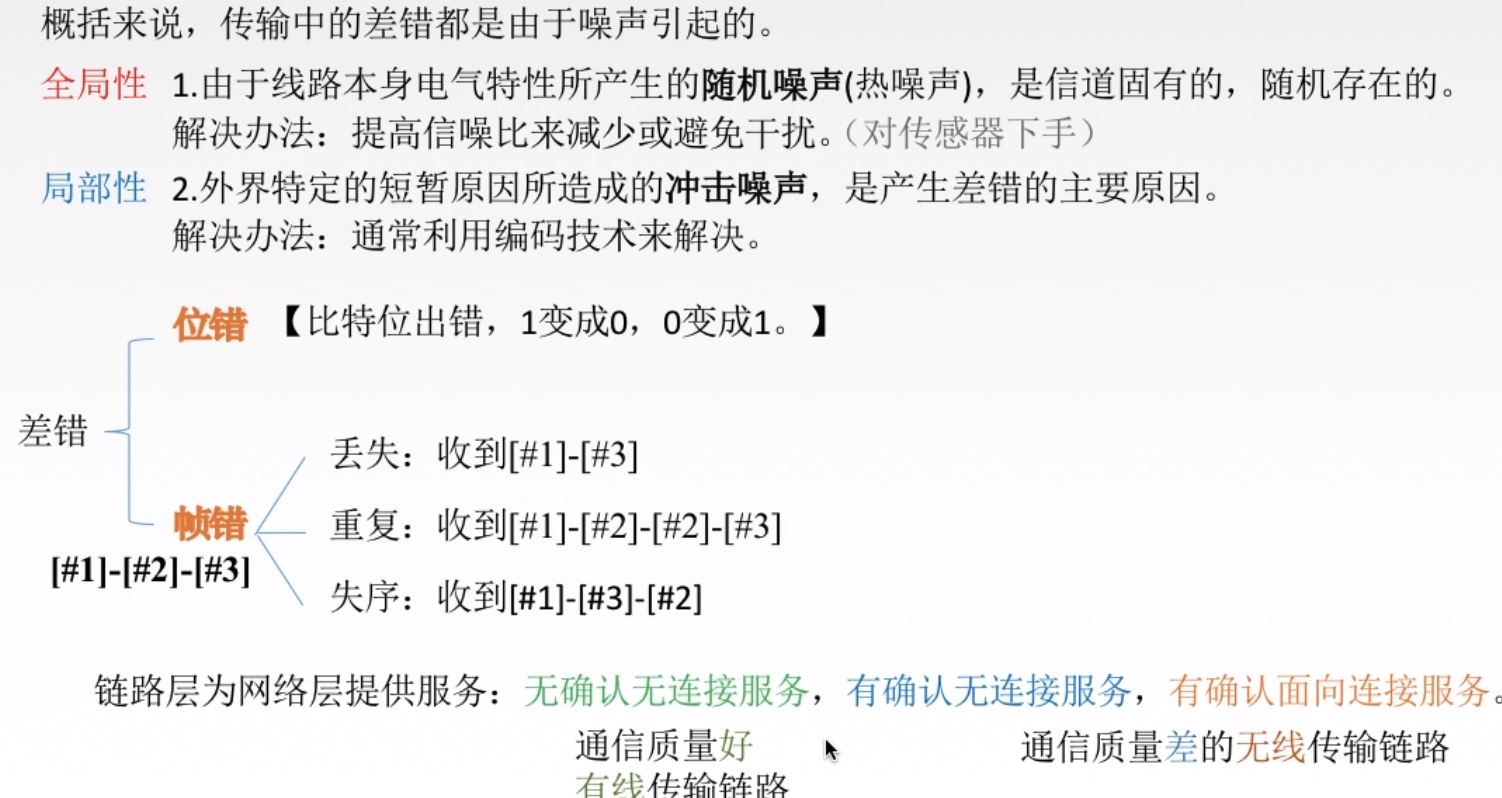 概括来说，传输中的差错都是由于噪声引起的。
全局性 1.由于线路本身电气特性所产生的随机噪声(热噪声)，是信道固有的，随机存在的。
解决办法：提高信噪比来减少或避免干扰。（对传感器下手）
局部性 2.外界特定的短暂原因所造成的冲击噪声，是产生差错的主要原因。
解决办法：通常利用编码技术来解决。
位错 【比特位出错，1变成0，0变成1。】
差错
丢失：收到[#1]-[#3]
帧错 重复：收到[#1]-[#2]-[#2]-[#3]
[#1]-[#2]-[#3]
失序：收到[#1]-[#3]-[#2]
链路层为网络层提供服务：无确认无连接服务，有确认无连接服务，有确认面向连接服务。
通信质量好 通信质量差的无线传输链路
有线传输链路